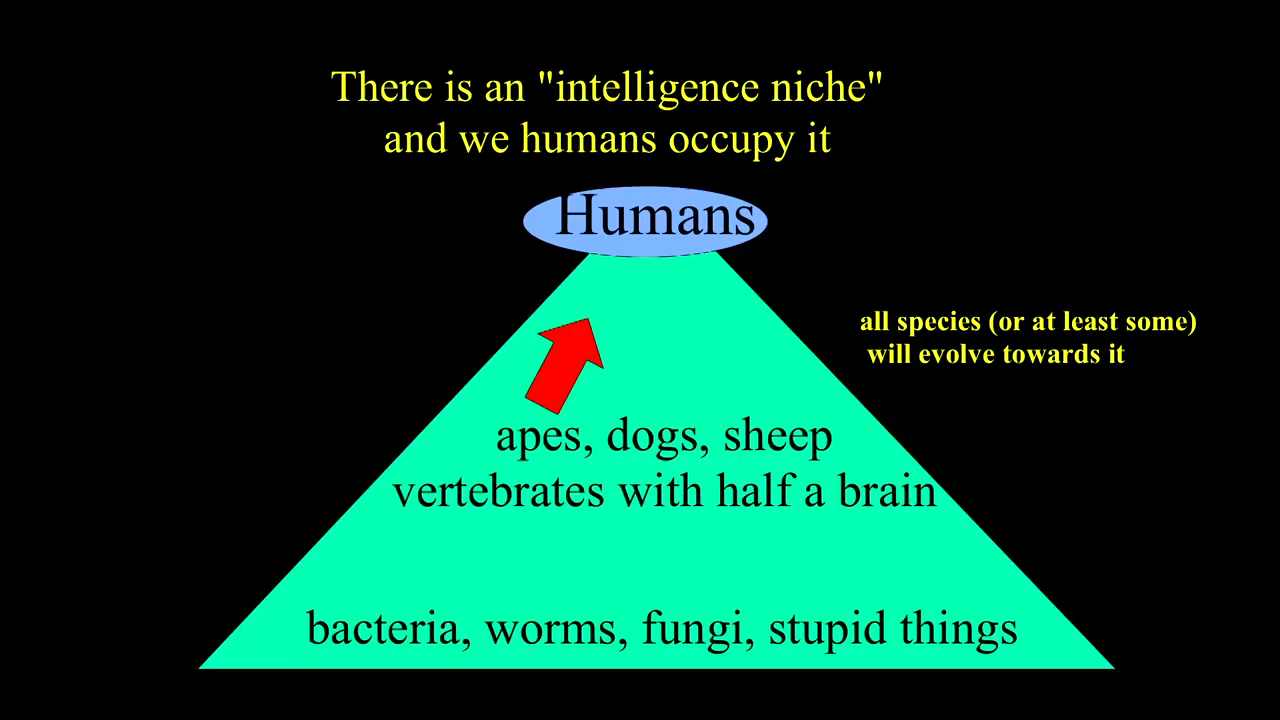 There is an "intelligence niche"
and we humans occupy it
Humans
all species (or at least some)
will evolve towards it
apes, dogs, sheep
vertebrates with half a brain
bacteria, worms, fungi, stupid things